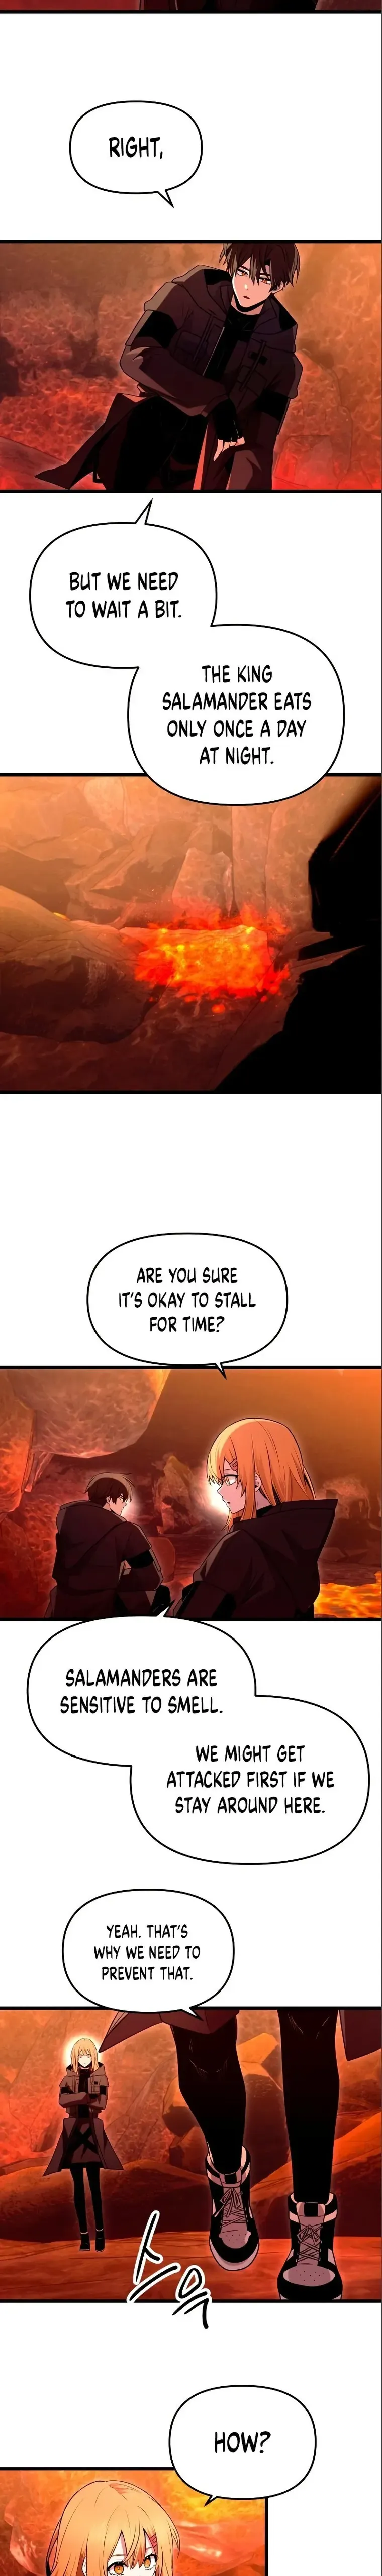 RIGHT,
BUT WE NEED
TO WAIT A BIT.
THE KING
SALAMANDER EATS
ONLY ONCE A DAY
AT NIGHT.
ARE YOU SURE
IT'S OKAY TO STALL
FOR TIME?
SALAMANDERS ARE
SENSITIVE TO SMELL.
WE MIGHT GET
ATTACKED FIRST IF WE
STAY AROUND HERE.
YEAH. THAT'S
WHY WE NEED TO
PREVENT THAT.
스윽
HOW?